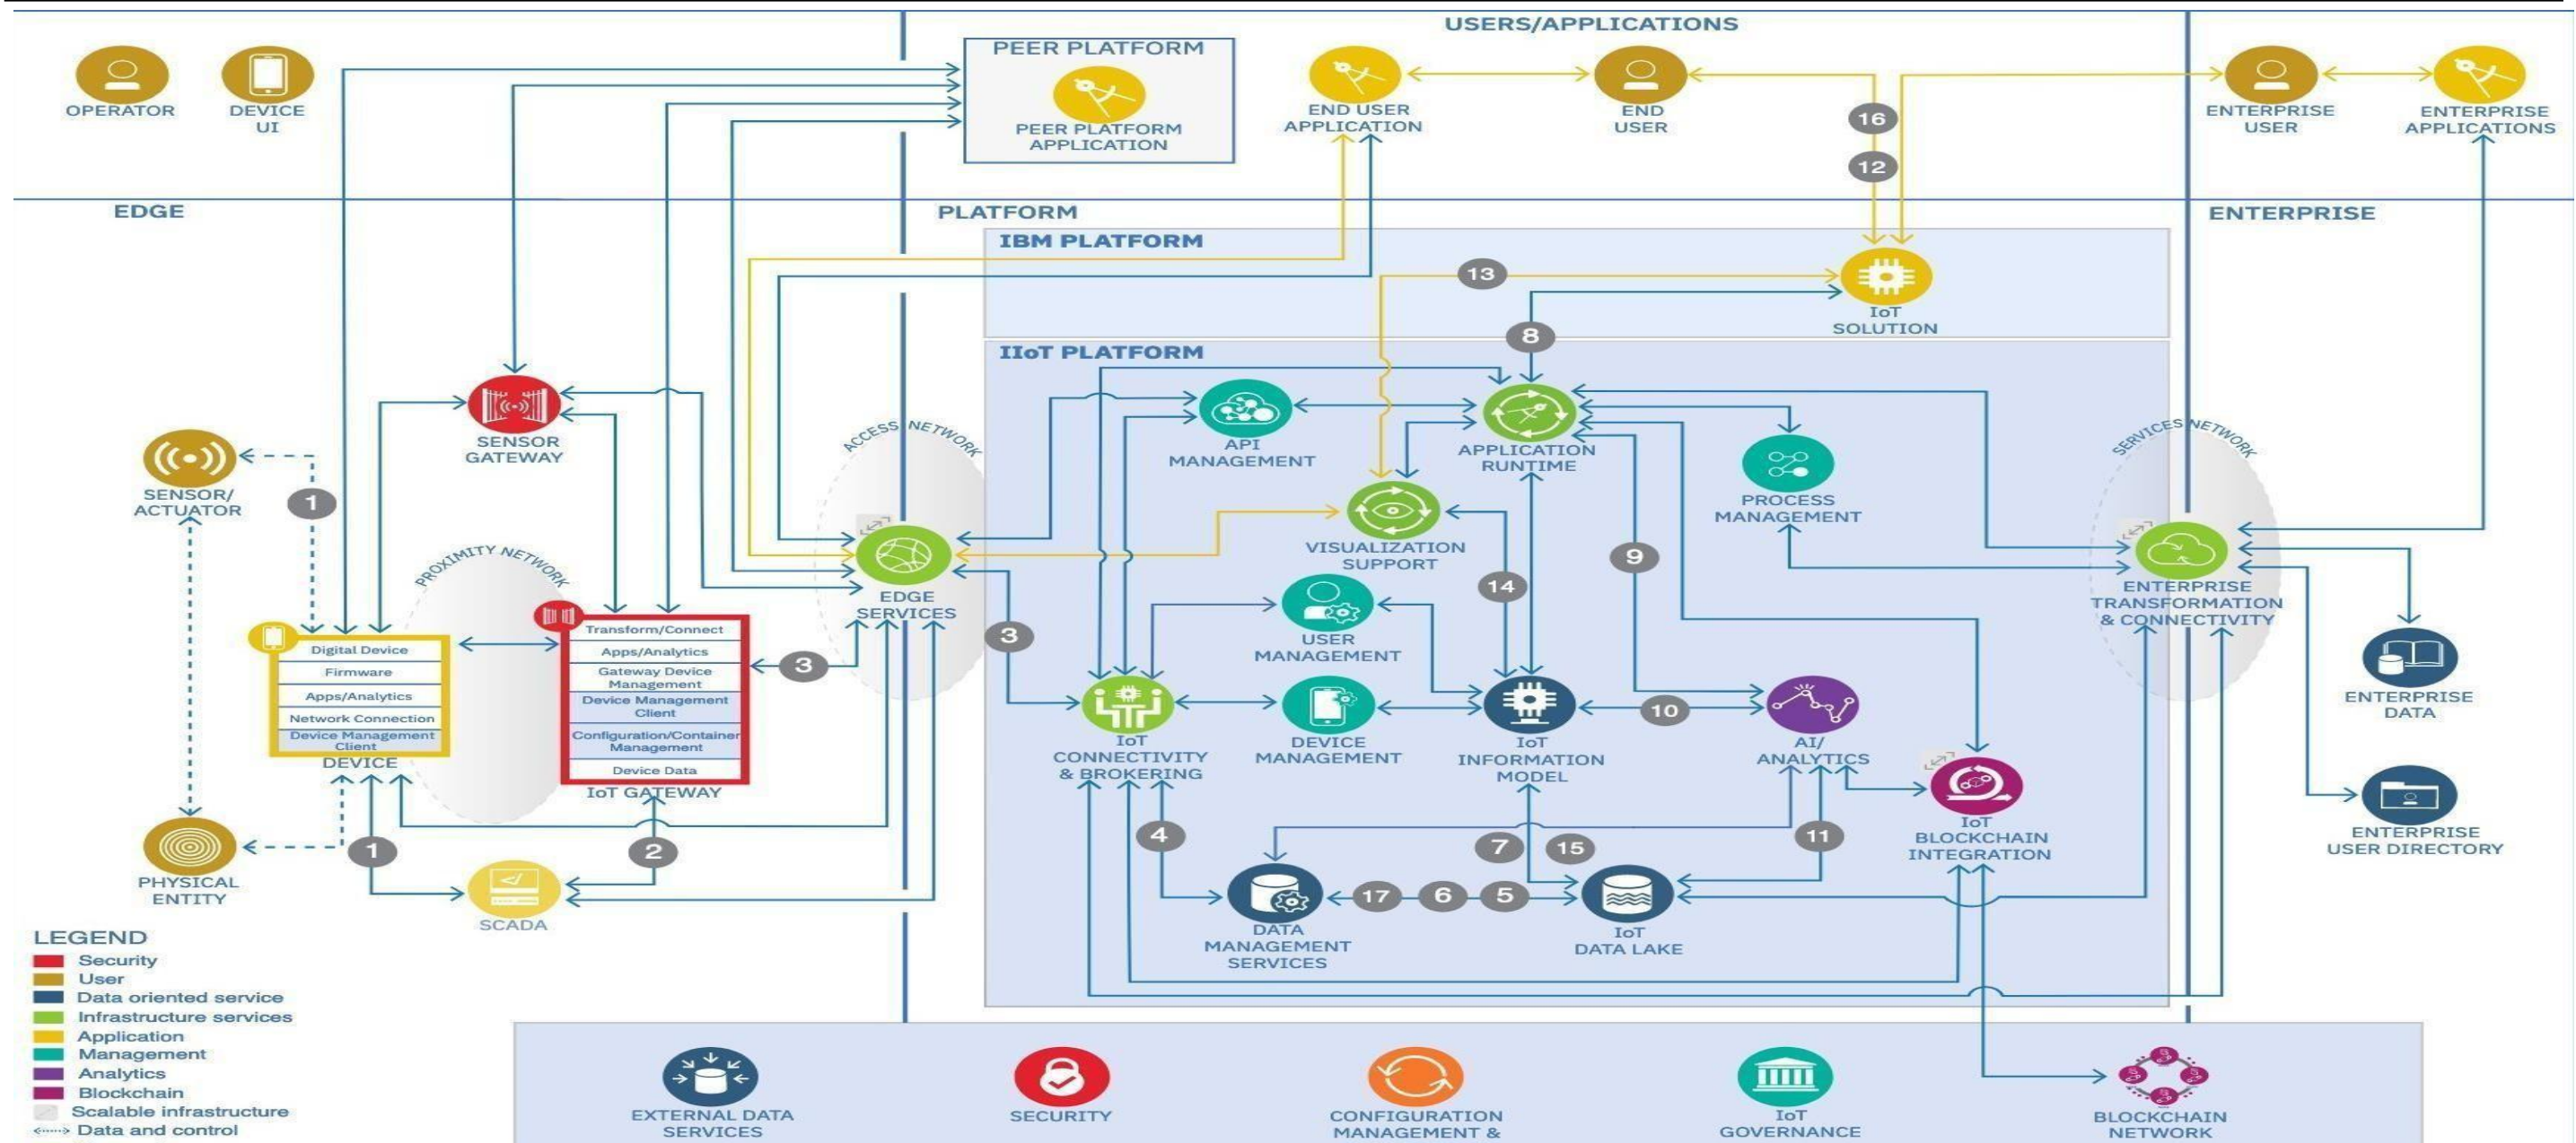 USERS/APPLICATIONS
OPERATOR
DEVICE
UI
PEER PLATFORM
PEER PLATFORM
APPLICATION
END USER
APPLICATION
END
USER
16
12
ENTERPRISE
USER
ENTERPRISE
APPLICATIONS
EDGE
PLATFORM
ENTERPRISE
IBM PLATFORM
13
IoT
SOLUTION
8
IIoT PLATFORM
SENSOR
GATEWAY
ACCESS NETWORK
API
MANAGEMENT
APPLICATION
RUNTIME
PROCESS
MANAGEMENT
SERVICES NETWORK
SENSOR/
ACTUATOR
1
PROXIMITY NETWORK
VISUALIZATION
SUPPORT
9
14
EDGE
SERVICES
3
3
USER
MANAGEMENT
ENTERPRISE
TRANSFORMATION
& CONNECTIVITY
Digital Device
Firmware
Apps/Analytics
Network Connection
Device Management
Client
DEVICE
Transform/Connect
Apps/Analytics
Gateway Device
Management
Device Management
Client
Configuration/Container
Management
Device Data
IoT GATEWAY
IoT
CONNECTIVITY
& BROKERING
DEVICE
MANAGEMENT
IoT
INFORMATION
MODEL
10
AI/
ANALYTICS
ENTERPRISE
DATA
IoT
BLOCKCHAIN
INTEGRATION
ENTERPRISE
USER DIRECTORY
PHYSICAL
ENTITY
1
2
SCADA
4
7
15
11
17
6
5
DATA
MANAGEMENT
SERVICES
IoT
DATA LAKE
LEGEND
Security
User
Data oriented service
Infrastructure services
Application
Management
Analytics
Blockchain
Scalable infrastructure
Data and control
EXTERNAL DATA
SERVICES
SECURITY
CONFIGURATION
MANAGEMENT &
IoT
GOVERNANCE
BLOCKCHAIN
NETWORK